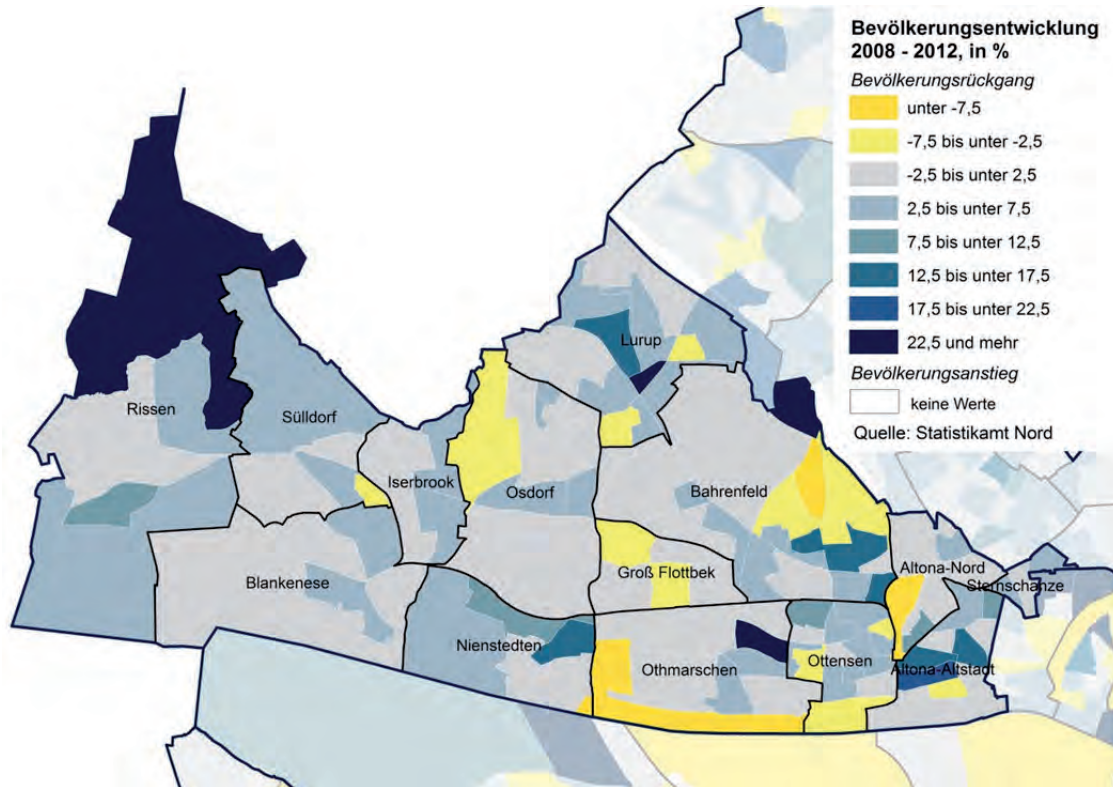 Bevölkerungsentwicklung
2008 - 2012, in %
Bevölkerungsrückgang
unter -7,5
-7,5 bis unter -2,5
-2,5 bis unter 2,5
2,5 bis unter 7,5
7,5 bis unter 12,5
12,5 bis unter 17,5
17,5 bis unter 22,5
22,5 und mehr
Bevölkerungsanstieg
keine Werte
Quelle: Statistikamt Nord
Lurup
Rissen
Sülldorf
Iserbrook
Osdorf
Bahrenfeld
Groß Flottbek
Altona-Nord
Sternschanze
Blankenese
Nienstedten
Othmarschen
Ottensen
Altona-Altstadt